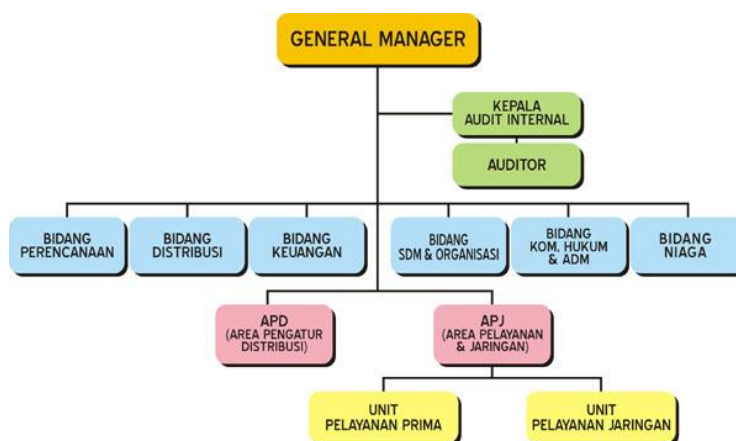 GENERAL MANAGER
KEPALA
AUDIT INTERNAL
AUDITOR
BIDANG
PERENCANAAN
BIDANG
DISTRIBUSI
BIDANG
KEUANGAN
BIDANG
SDM & ORGANISASI
BIDANG
KOM. HUKUM
& ADM
BIDANG
NIAGA
APD
(AREA PENGATUR
DISTRIBUSI)
APJ
(AREA PELAYANAN
& JARINGAN)
UNIT
PELAYANAN PRIMA
UNIT
PELAYANAN JARINGAN